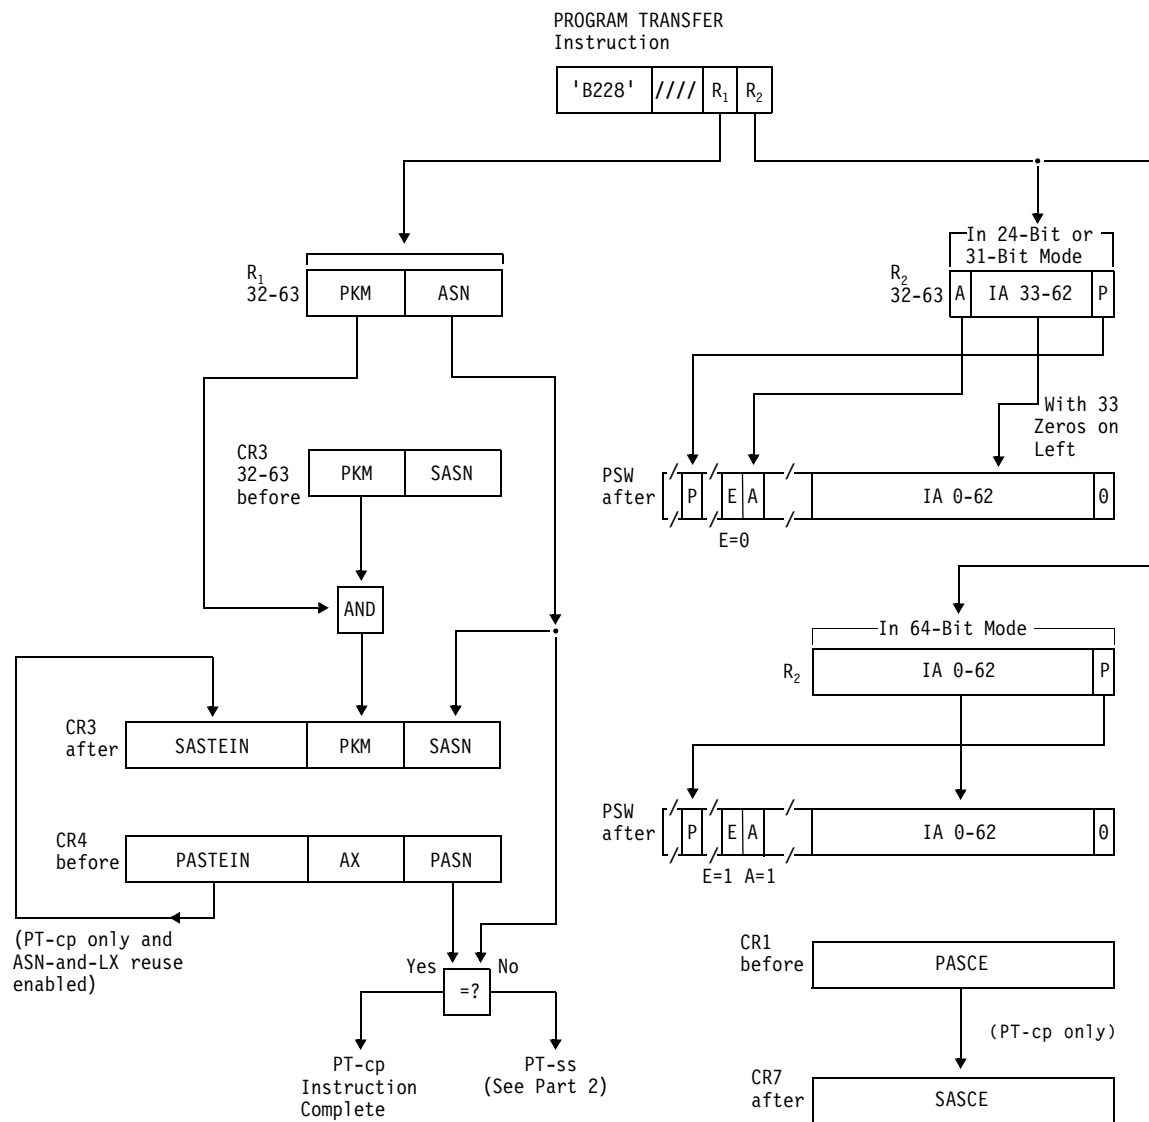 PROGRAM TRANSFER
Instruction
'B228' //// R1 R2
In 24-Bit or
31-Bit Mode
R1
32-63
PKM ASN
R2
32-63
A IA 33-62 P
With 33
Zeros on
Left
CR3
32-63
before
PKM SASN
PSW
after
P E A IA 0-62 0
E=0
AND
In 64-Bit Mode
R2 IA 0-62 P
CR3
after
SASTEIN PKM SASN
PSW
after
P E A IA 0-62 0
E=1 A=1
CR4
before
PASTEIN AX PASN
(PT-cp only and
ASN-and-LX reuse
enabled)
Yes =? No
CR1
before
PASCE
(PT-cp only)
PT-cp
Instruction
Complete
PT-ss
(See Part 2)
CR7
after
SASCE